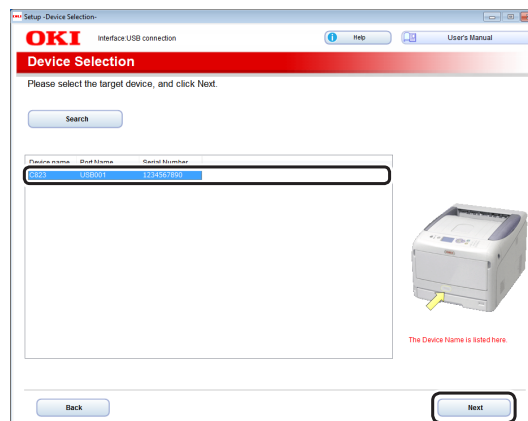 OKI Setup -Device Selection-
OKI Interface:USB connection Help User's Manual
Device Selection
Please select the target device, and click Next.
Search
Device name Port Name Serial Number
C823 USB001 1234567890
The Device Name is listed here.
Back Next